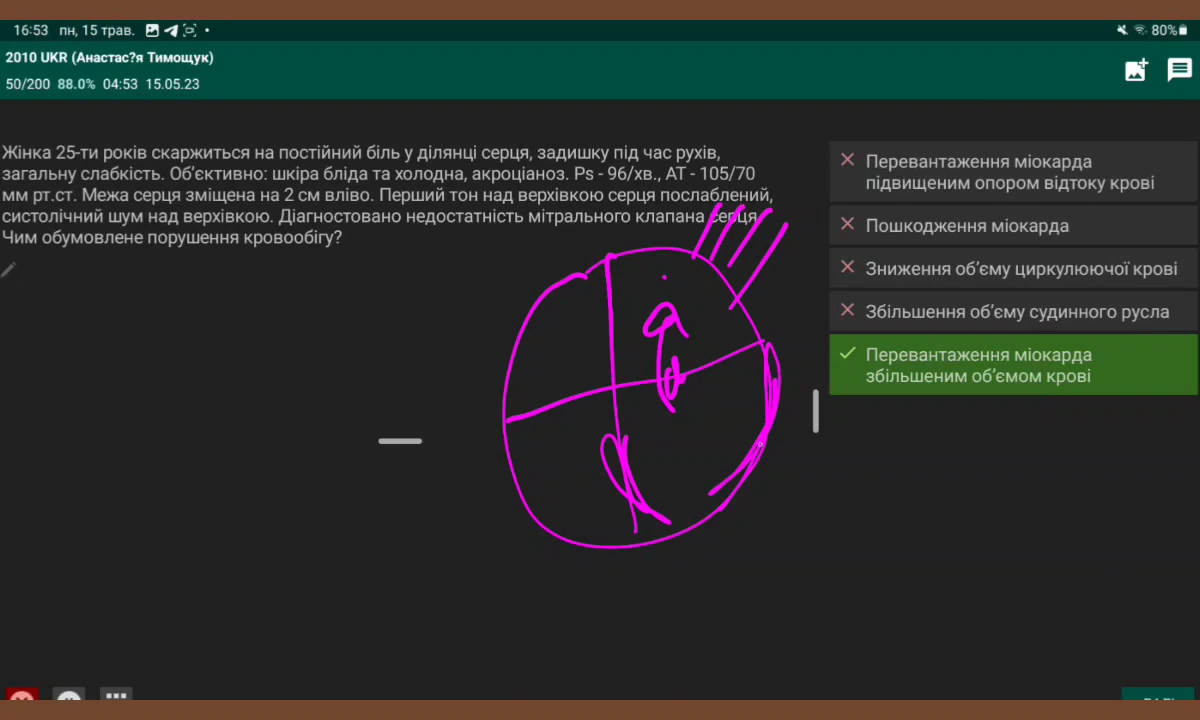 16:53 пн, 15 трав. 80%
2010 UKR (Анастас?я Тимощук)
50/200 88.0% 04:53 15.05.23
Жінка 25-ти років скаржиться на постійний біль у ділянці серця, задишку під час рухів,
загальну слабкість. Об'єктивно: шкіра бліда та холодна, акроціаноз. Ps - 96/хв., АТ - 105/70
мм рт.ст. Межа серця зміщена на 2 см вліво. Перший тон над верхівкою серця послаблений,
систолічний шум над верхівкою. Діагностовано недостатність мітрального клапана серця.
Чим обумовлене порушення кровообігу?
Перевантаження міокарда
підвищеним опором відтоку крові
Пошкодження міокарда
Зниження об’єму циркулюючої крові
Збільшення об’єму судинного русла
Перевантаження міокарда
збільшеним об’ємом крові